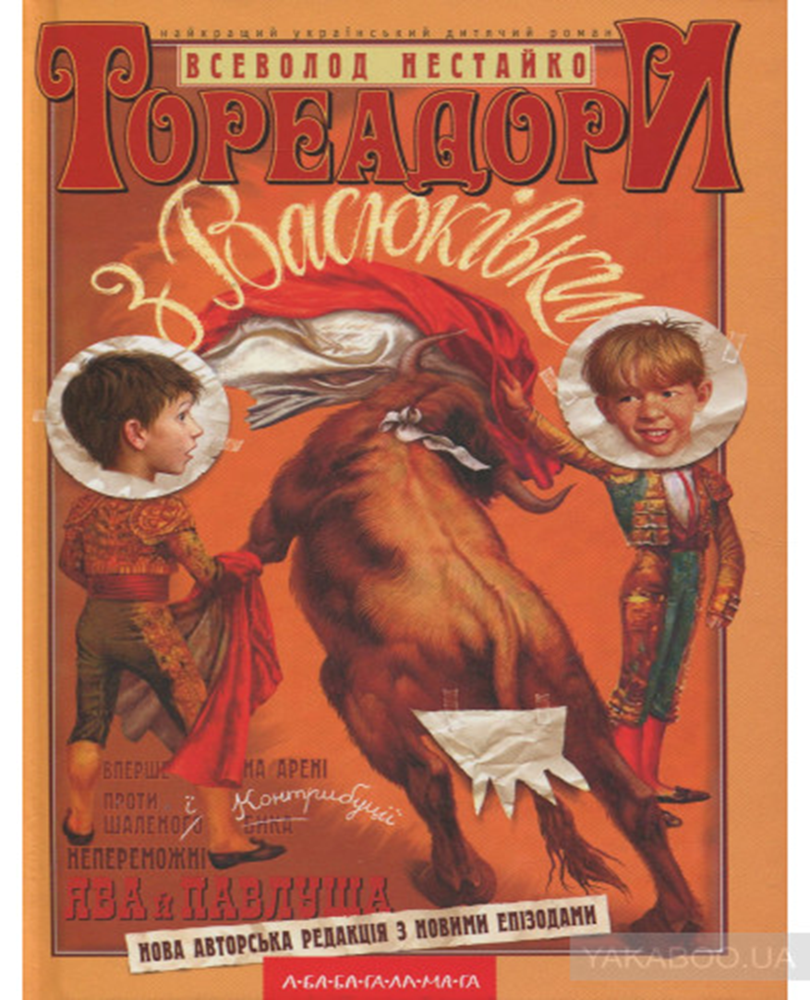 найкращий український дитячий роман
ВСЕВОЛОД НЕСТАЙКО
ТОРЕАДОРИ
з Васюківки
ВПЕРШЕ НА АРЕНІ
ПРОТИ ї Контрибуції
ШАЛЕНОГО БИКА
НЕПЕРЕМОЖНІ
ЯВА й ПАВЛУША
НОВА АВТОРСЬКА РЕДАКЦІЯ З НОВИМИ ЕПІЗОДАМИ
А·БА·БА·ГА·ЛА·МА·ГА
YAKABOO.UA